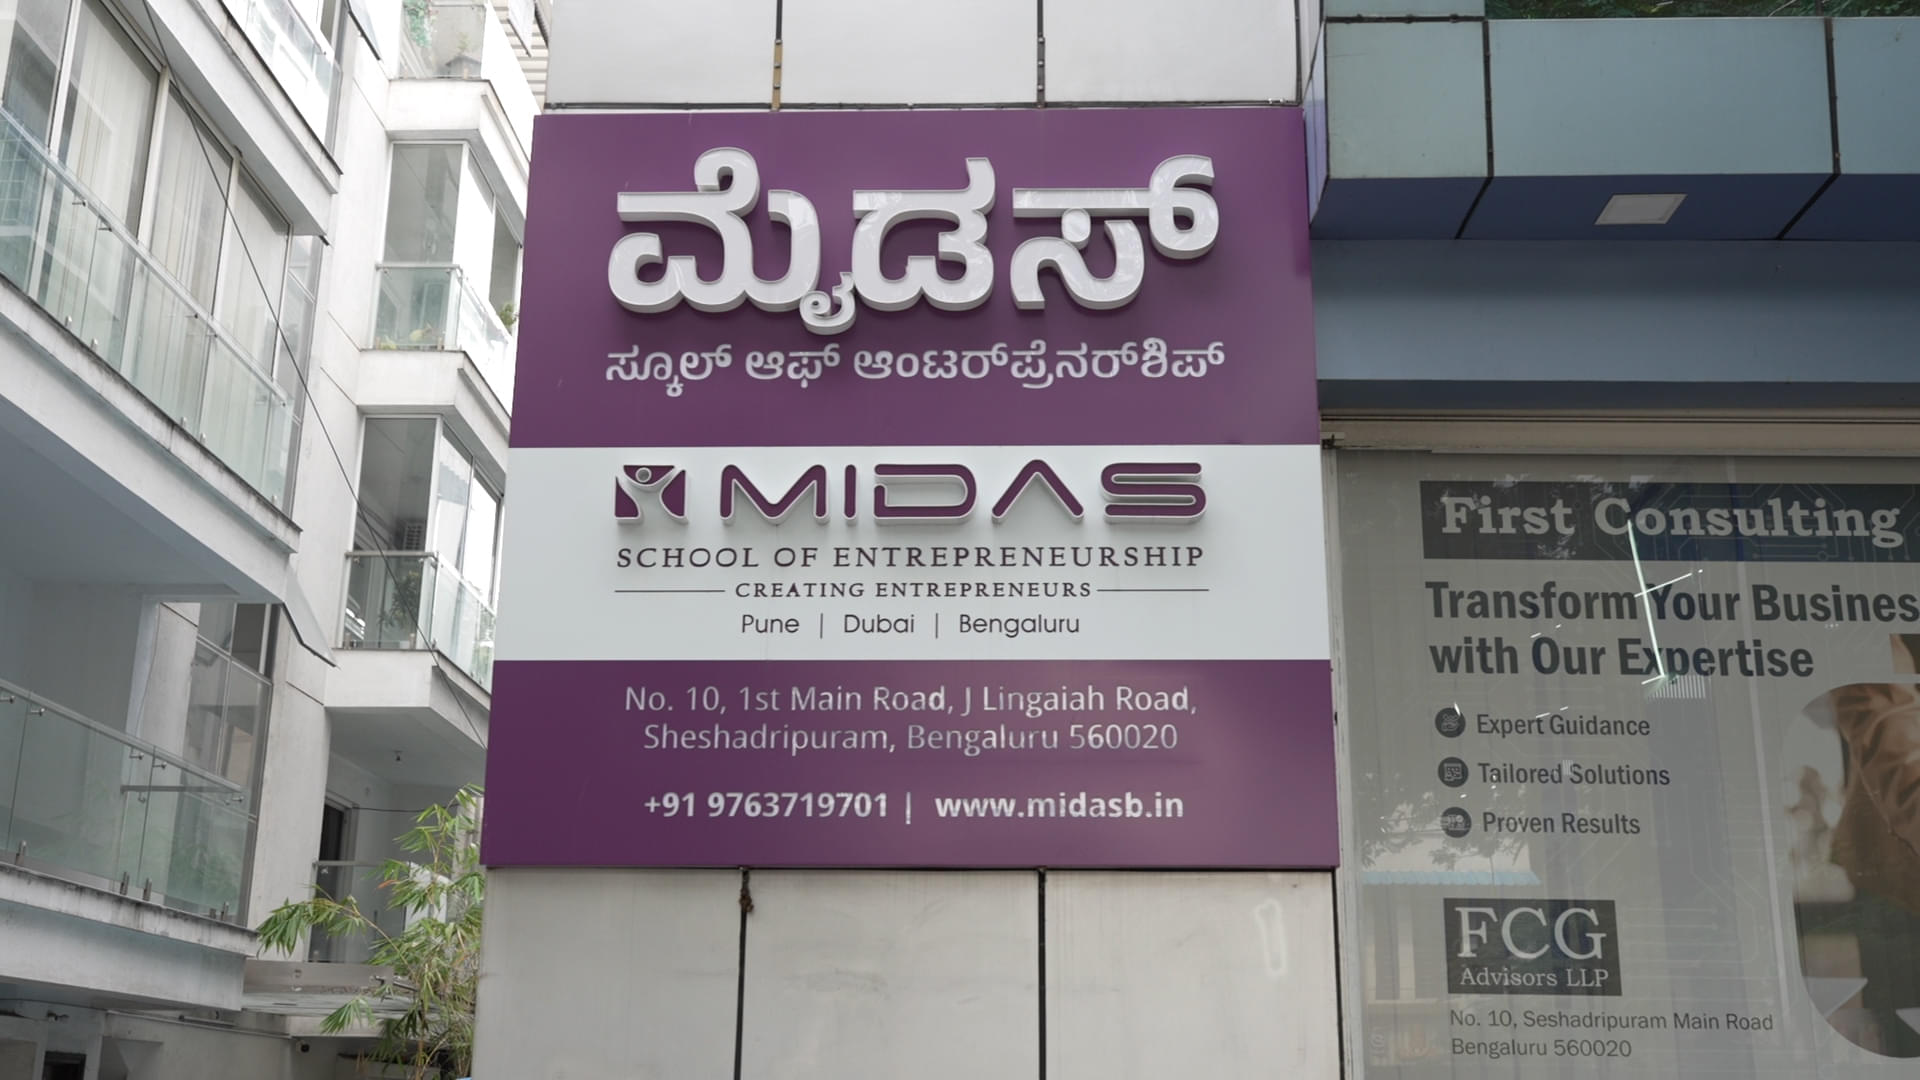 ಮೈಡಸ್
ಸ್ಕೂಲ್ ಆಫ್ ಆಂಟರ್‌ಪ್ರೆನರ್‌ಶಿಪ್
MIDAS
SCHOOL OF ENTREPRENEURSHIP
CREATING ENTREPRENEURS
Pune | Dubai | Bengaluru
No. 10, 1st Main Road, J Lingaiah Road,
Sheshadripuram, Bengaluru 560020
+91 9763719701 | www.midasb.in
First Consulting
Transform Your Busines
with Our Expertise
Expert Guidance
Tailored Solutions
Proven Results
FCG
Advisors LLP
No. 10, Seshadripuram Main Road
Bengaluru 560020